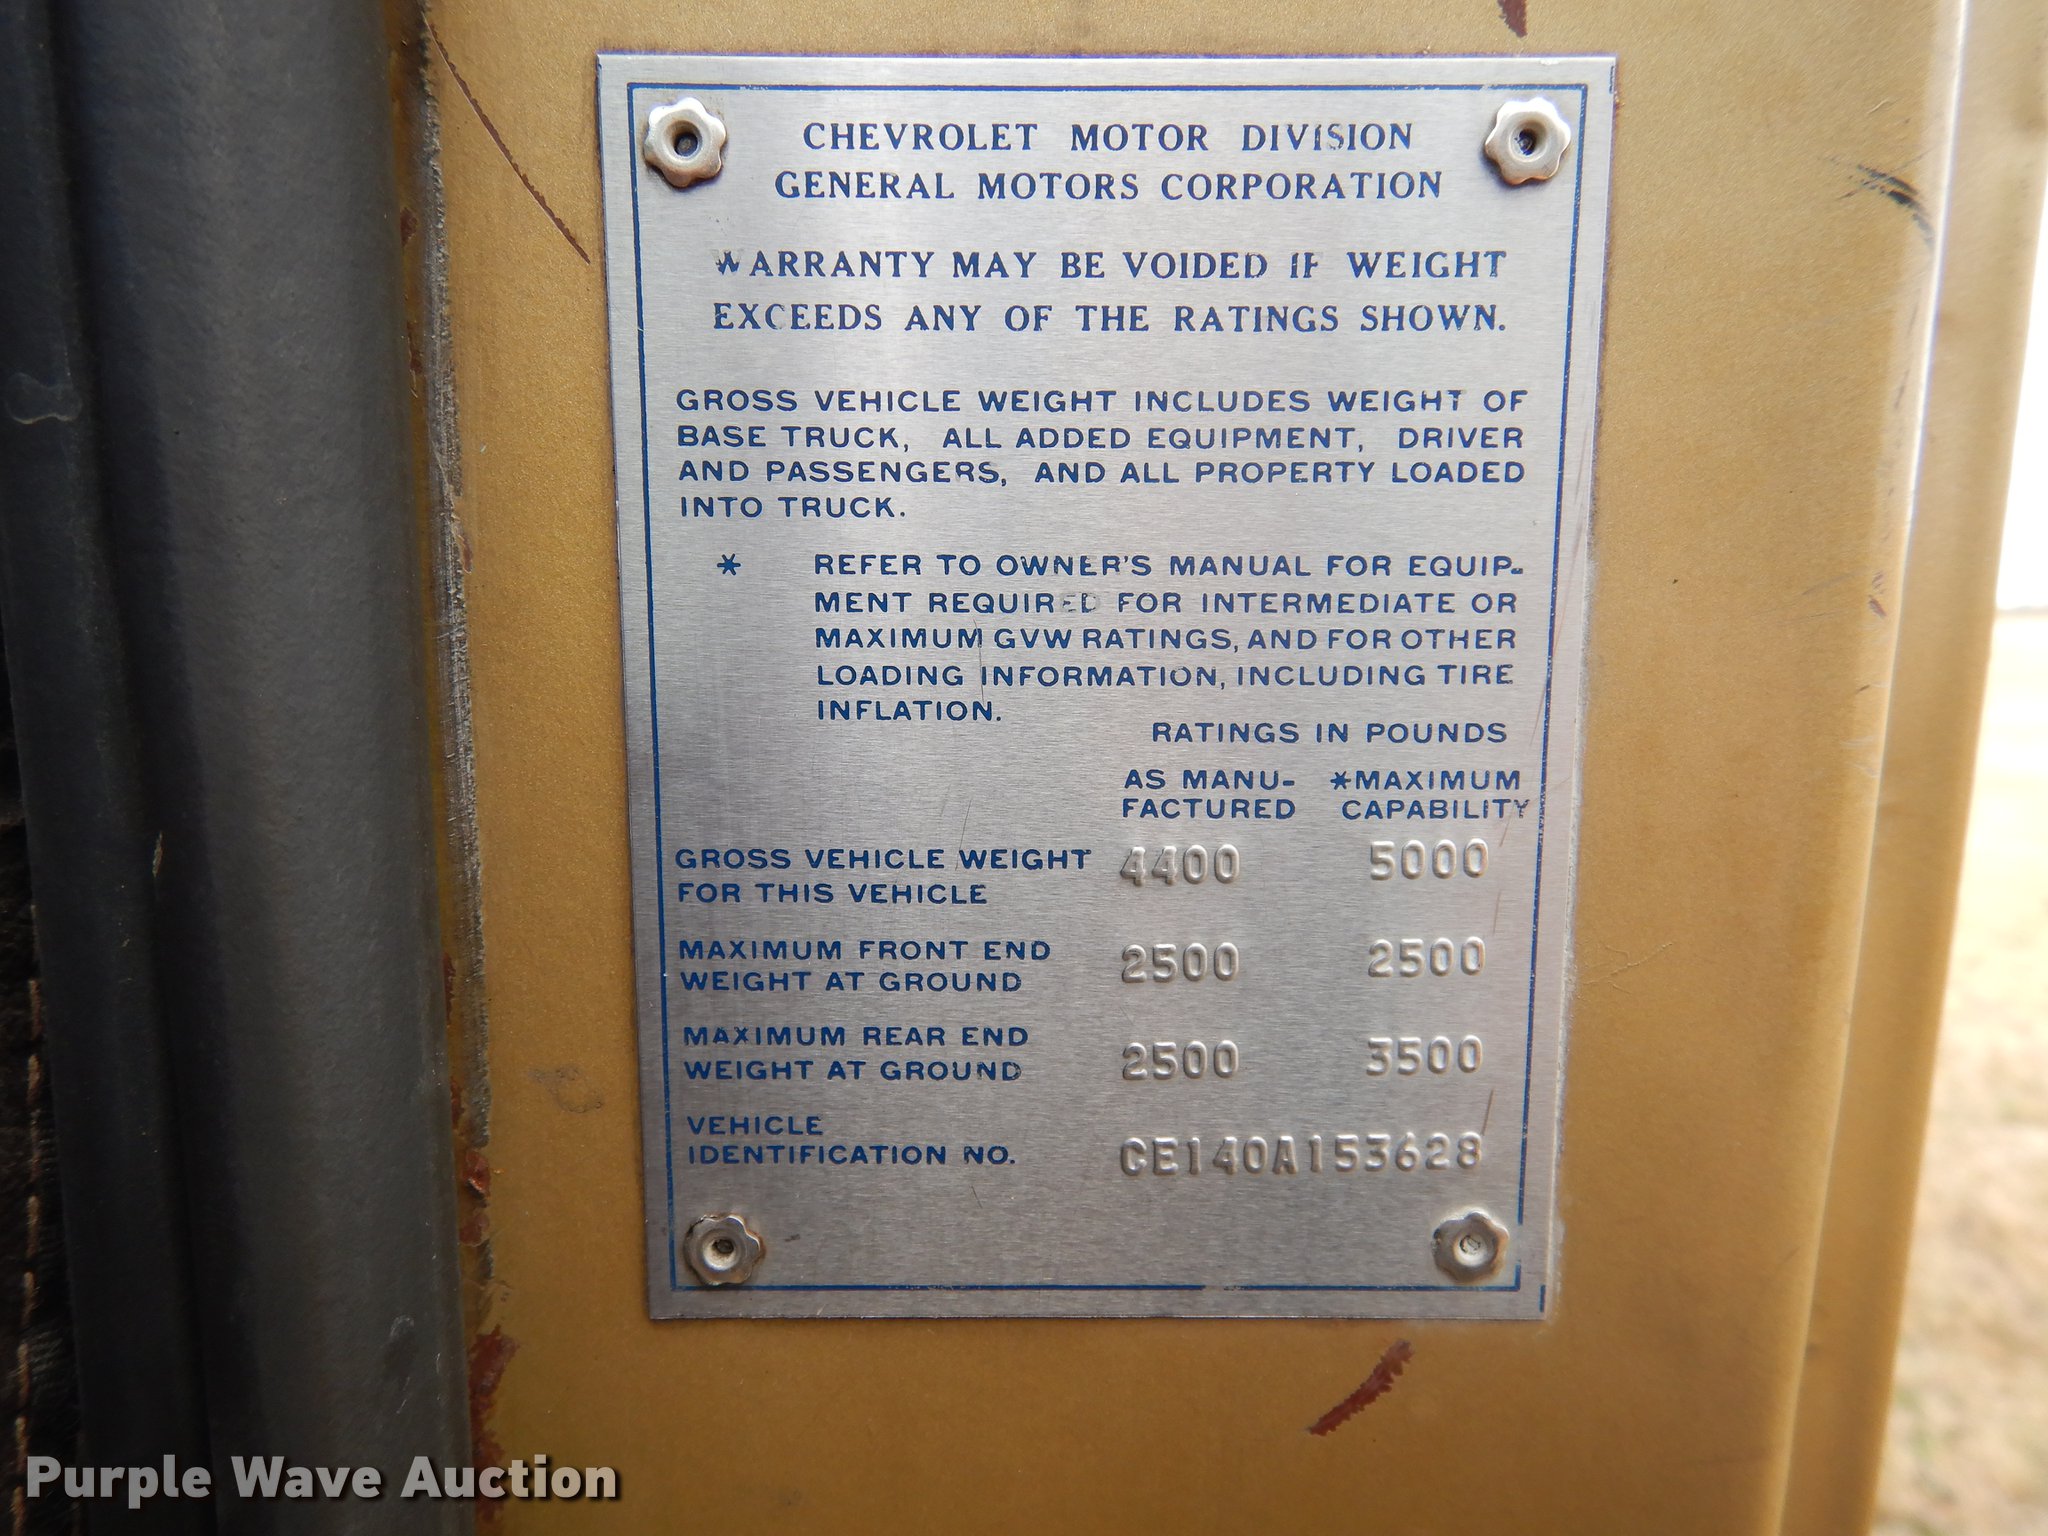 CHEVROLET MOTOR DIVISION
GENERAL MOTORS CORPORATION
WARRANTY MAY BE VOIDED IF WEIGHT
EXCEEDS ANY OF THE RATINGS SHOWN.
GROSS VEHICLE WEIGHT INCLUDES WEIGHT OF
BASE TRUCK, ALL ADDED EQUIPMENT, DRIVER
AND PASSENGERS, AND ALL PROPERTY LOADED
INTO TRUCK.
* REFER TO OWNER'S MANUAL FOR EQUIP-
MENT REQUIRED FOR INTERMEDIATE OR
MAXIMUM GVW RATINGS, AND FOR OTHER
LOADING INFORMATION, INCLUDING TIRE
INFLATION.
RATINGS IN POUNDS
AS MANU- *MAXIMUM
FACTURED CAPABILITY
GROSS VEHICLE WEIGHT 4400 5000
FOR THIS VEHICLE
MAXIMUM FRONT END 2500 2500
WEIGHT AT GROUND
MAXIMUM REAR END 2500 3500
WEIGHT AT GROUND
VEHICLE
IDENTIFICATION NO. CE140A153628
Purple Wave Auction